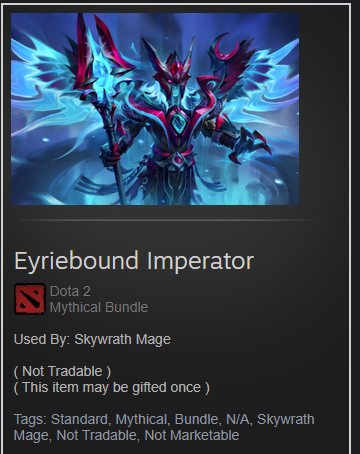 Eyriebound Imperator
Dota 2
Mythical Bundle
Used By: Skywrath Mage
( Not Tradable )
( This item may be gifted once )
Tags: Standard, Mythical, Bundle, N/A, Skywrath
Mage, Not Tradable, Not Marketable